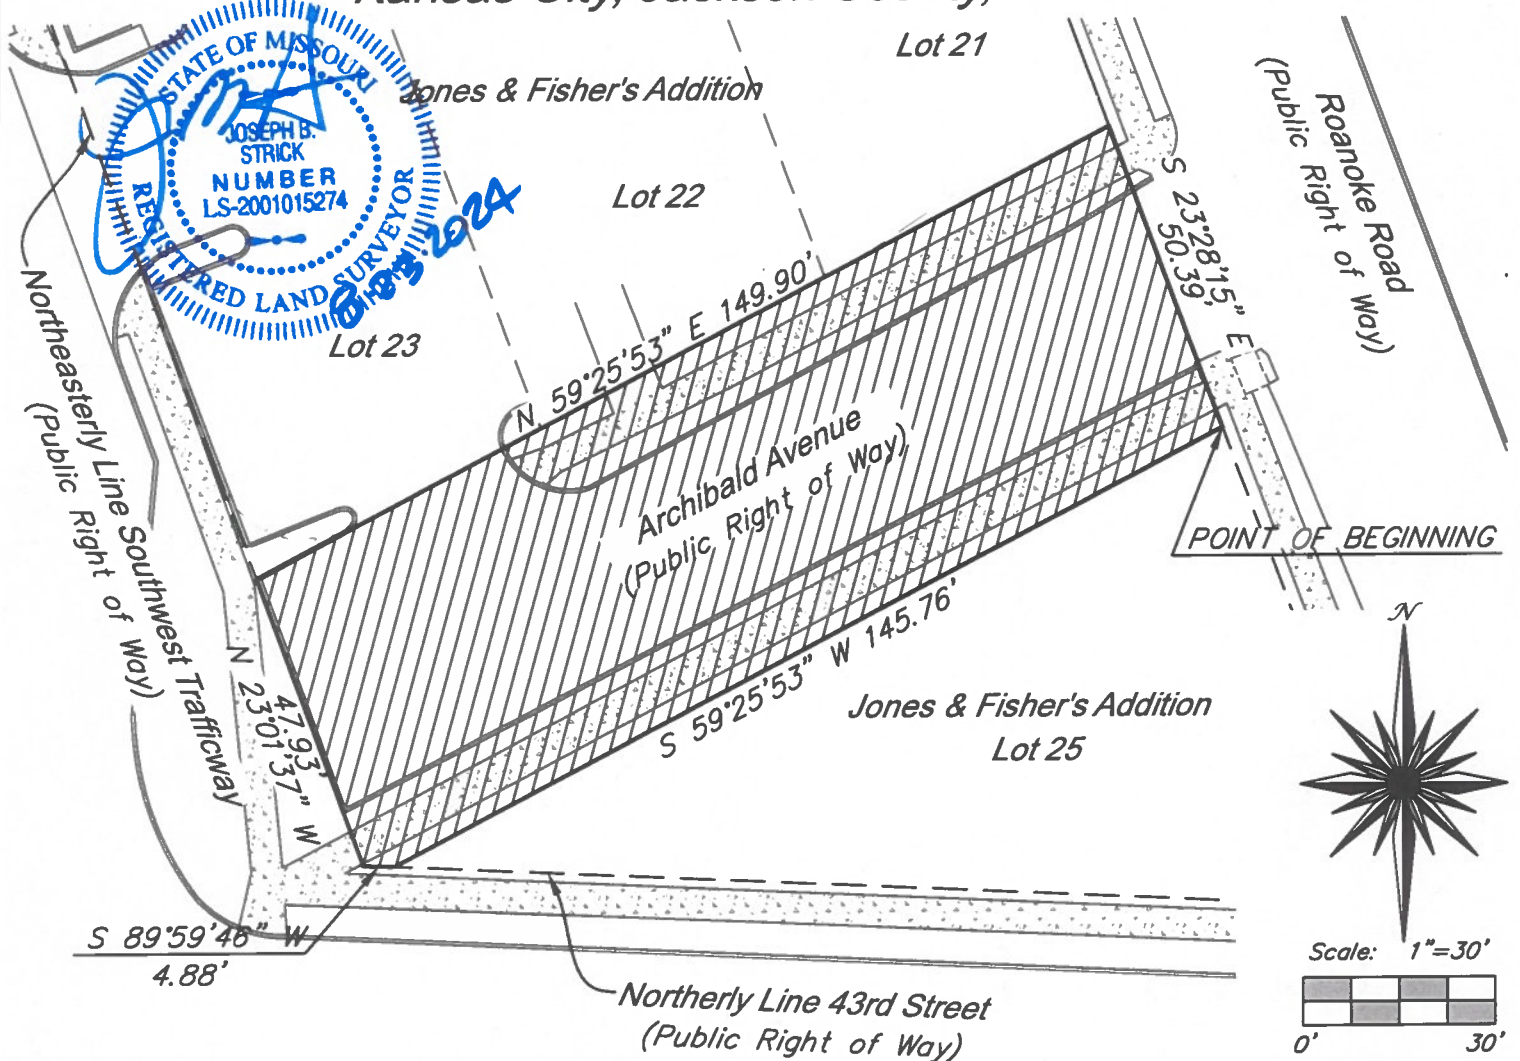 Lot 21
Jones & Fisher's Addition
STATE OF MISSOURI
JOSEPH B.
STRICK
NUMBER
LS-2001015274
REGISTERED LAND SURVEYOR
Lot 22
Lot 23
Roanoke Road
(Public Right of Way)
S 23°28'15" E
50.39'
N 59°25'53" E 149.90'
Northeasterly Line Southwest Trafficway
(Public Right of Way)
Archibald Avenue
(Public Right of Way)
POINT OF BEGINNING
S 59°25'53" W 145.76'
47.93'
N 23°01'37" W
Jones & Fisher's Addition
Lot 25
N
S 89°59'46" W
4.88'
Northerly Line 43rd Street
(Public Right of Way)
Scale: 1"=30'
0' 30'